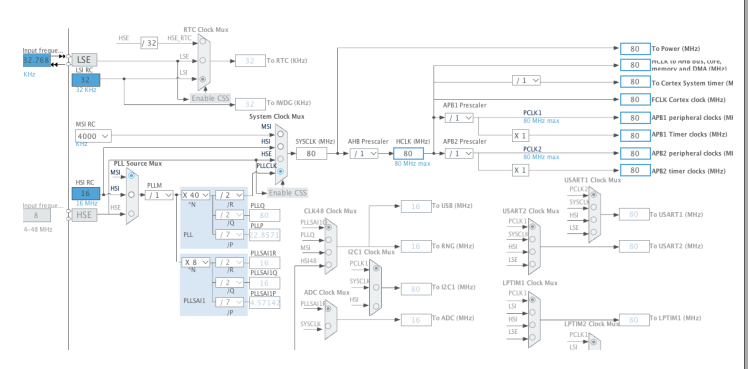 RTC Clock Mux
HSE
/ 32
HSE_RTC
Input freque...
32.768
KHz
LSE
LSE
LSI RC
32
32 KHz
LSI
32
To RTC (KHz)
Enable CSS
32
To IWDG (KHz)
80
To Power (MHz)
80
HCLK to AHB bus, core,
memory and DMA (MHz)
/ 1
80
To Cortex System timer (M
80
FCLK Cortex clock (MHz)
System Clock Mux
MSI RC
4000
KHz
MSI
HSI
HSE
PLLCLK
SYSCLK (MHz)
80
AHB Prescaler
/ 1
HCLK (MHz)
80
80 MHz max
APB1 Prescaler
/ 1
PCLK1
80 MHz max
80
APB1 peripheral clocks (MI
X 1
80
APB1 Timer clocks (MHz)
APB2 Prescaler
/ 1
PCLK2
80 MHz max
80
APB2 peripheral clocks (MI
X 1
80
APB2 timer clocks (MHz)
Enable CSS
PLL Source Mux
MSI
HSI
HSE
HSI RC
16
16 MHz
Input freque...
8
4-48 MHz
HSE
PLLM
/ 1
X 40
*N
PLL
/ 2
/R
PLLQ
/ 2
80
/Q
PLLP
/ 7
22.8571
/P
X 8
*N
PLLSAI1
PLLSAI1R
/ 2
16
/R
PLLSAI1Q
/ 2
16
/Q
PLLSAI1P
/ 7
4.57142
/P
CLK48 Clock Mux
PLLSAI1
PLLQ
MSI
HSI48
16
To USB (MHz)
16
To RNG (MHz)
I2C1 Clock Mux
PCLK1
SYSCLK
HSI
80
To I2C1 (MHz)
ADC Clock Mux
PLLSAI1R
SYSCLK
16
To ADC (MHz)
USART1 Clock Mux
PCLK2
SYSCLK
HSI
LSE
80
To USART1 (MHz)
USART2 Clock Mux
PCLK1
SYSCLK
HSI
LSE
80
To USART2 (MHz)
LPTIM1 Clock Mux
PCLK1
LSI
HSI
LSE
80
To LPTIM1 (MHz)
LPTIM2 Clock Mux
PCLK1
LSI